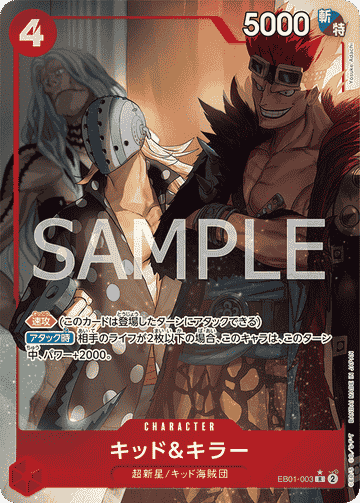 4
5000
斬
特
Yosuke Adachi
SAMPLE
速攻 (このカードは登場したターンにアタックできる)
アタック時 相手のライフが2枚以下の場合、このキャラは、このターン
中、パワー+2000。
CHARACTER
キッド&キラー
超新星/キッド海賊団
EB01-003 R 2